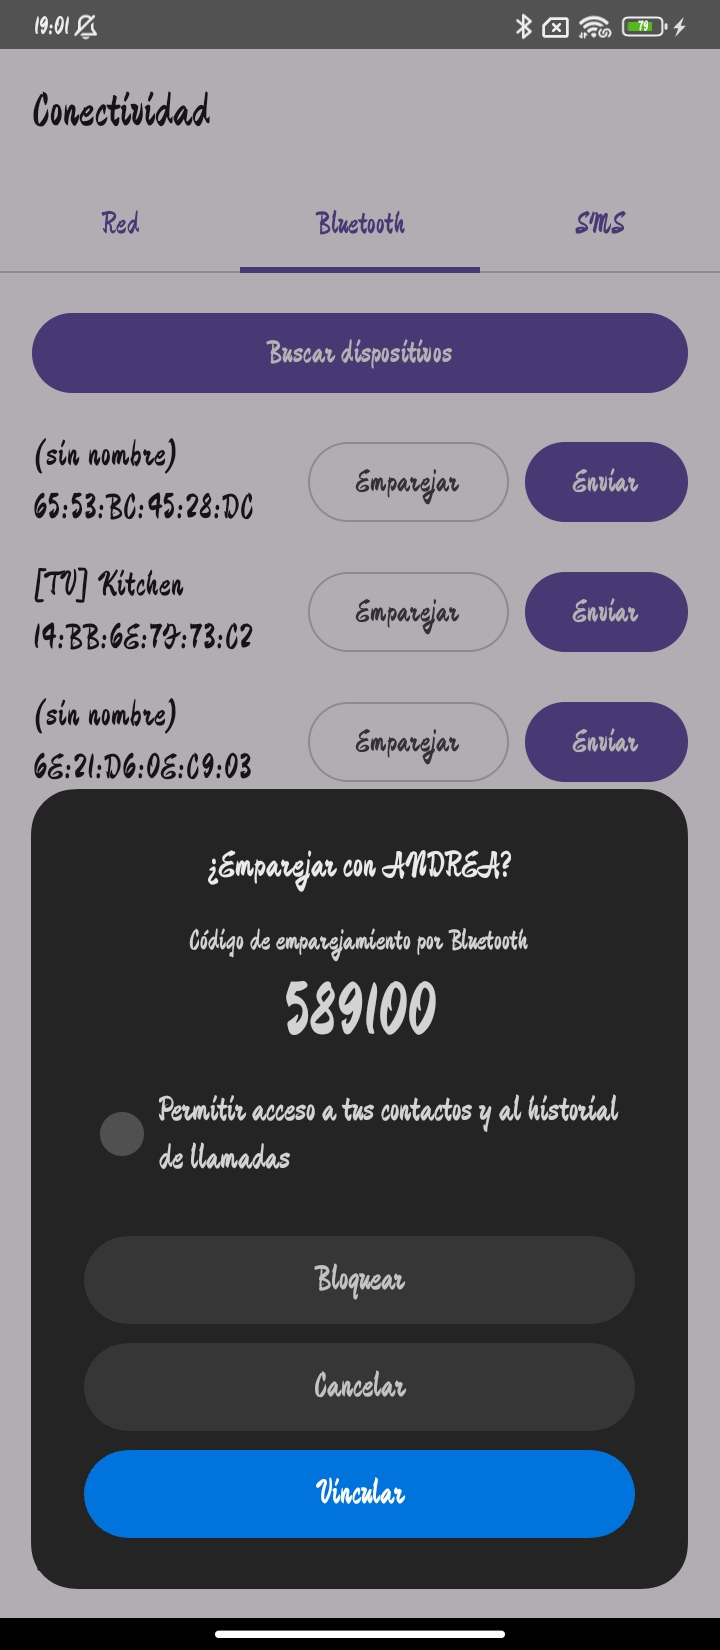 19:01
79
Conectividad
Red Bluetooth SMS
Buscar dispositivos
(sin nombre)
65:53:BC:45:28:DC
Emparejar Enviar
[TV] Kitchen
14:BB:6E:7F:73:C2
Emparejar Enviar
(sin nombre)
6E:21:D6:0E:C9:03
Emparejar Enviar
¿Emparejar con ANDREA?
Código de emparejamiento por Bluetooth
589100
Permitir acceso a tus contactos y al historial
de llamadas
Bloquear
Cancelar
Vincular